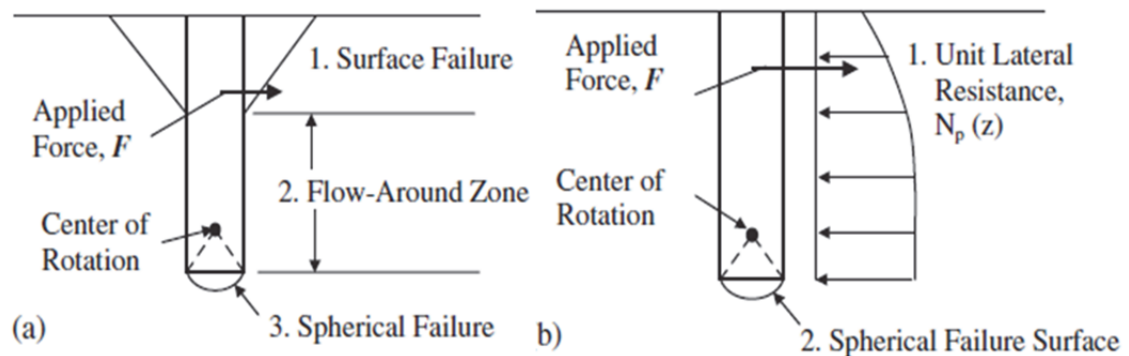 1. Surface Failure
Applied
Force, F
2. Flow-Around Zone
Center of
Rotation
3. Spherical Failure
(a)
Applied
Force, F
1. Unit Lateral
Resistance,
Np (z)
Center of
Rotation
2. Spherical Failure Surface
b)